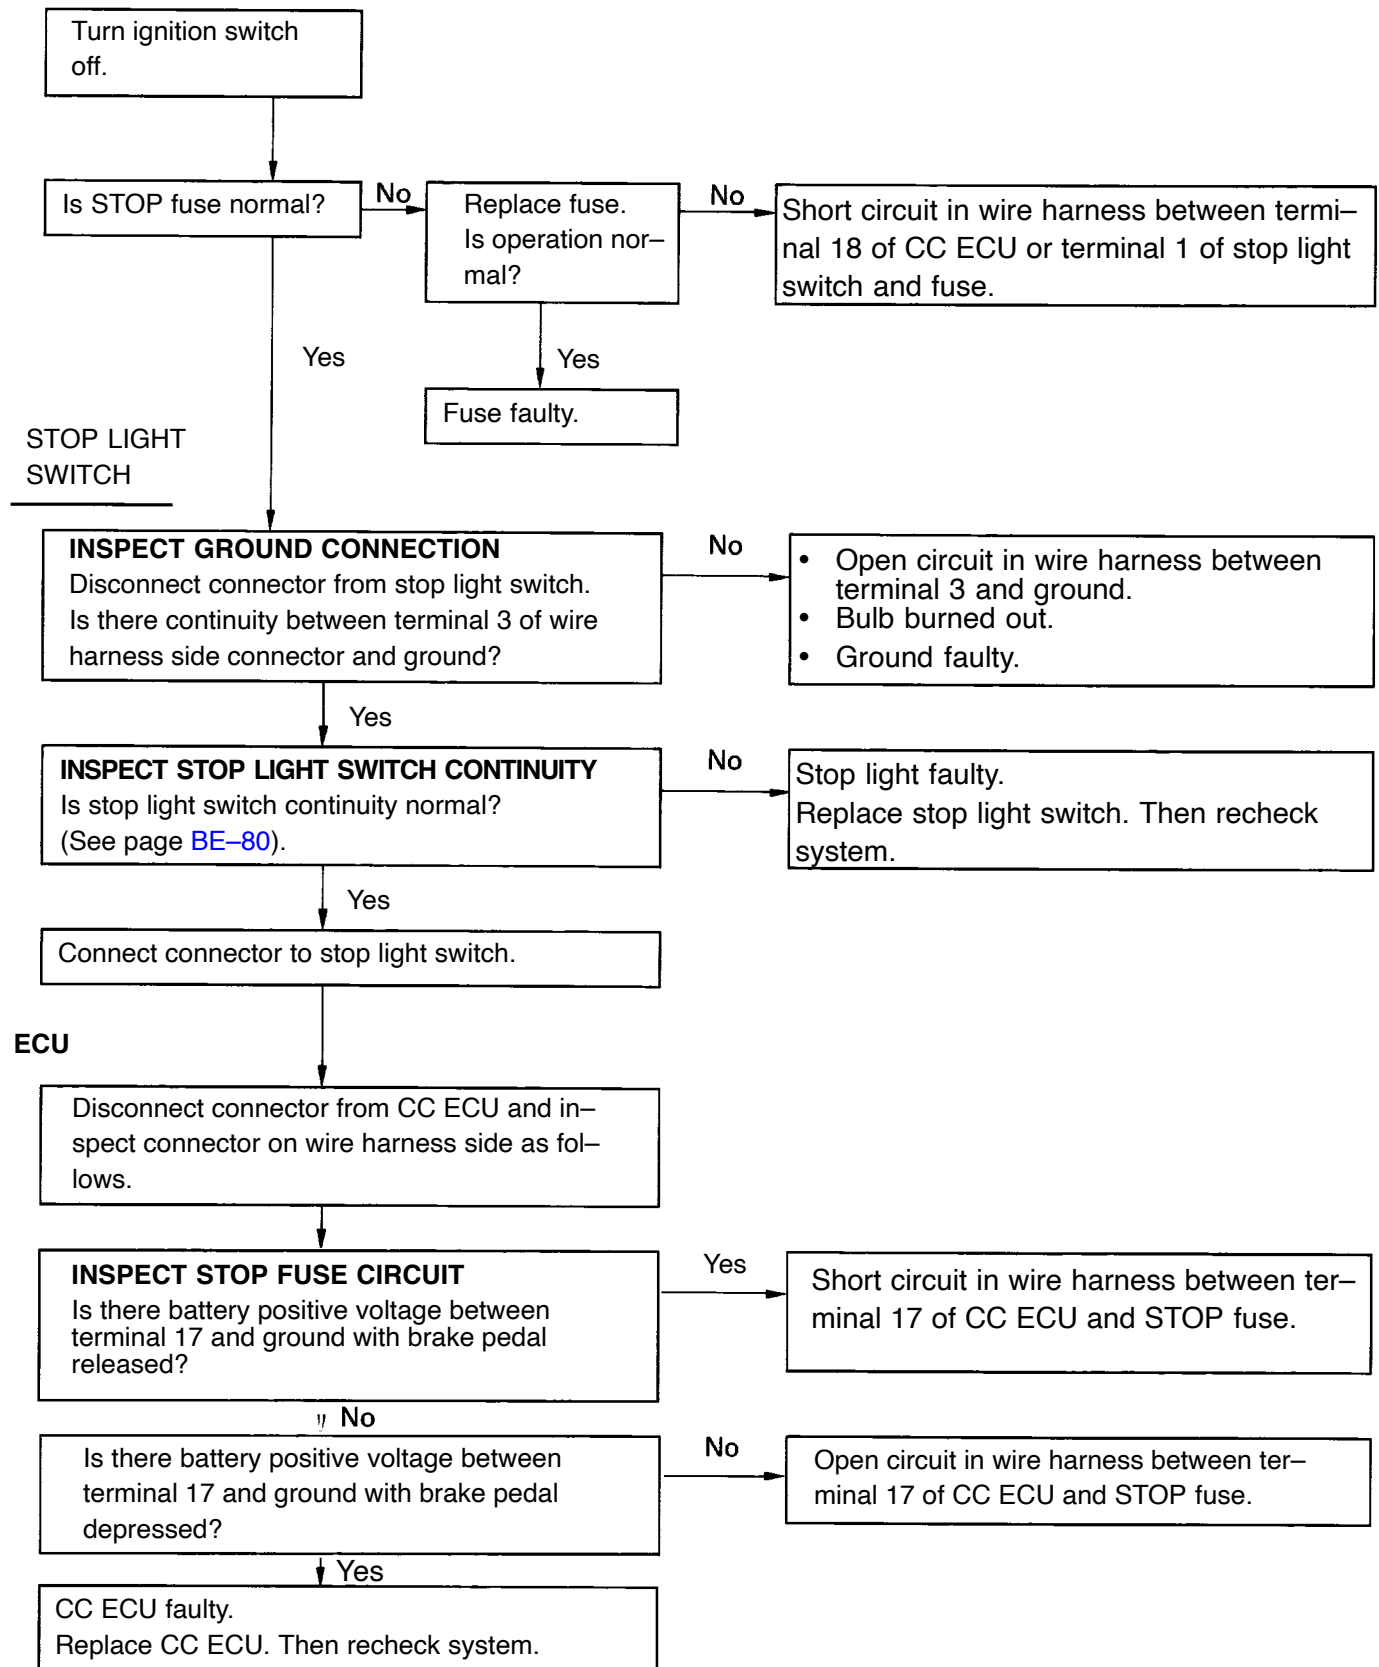 Turn ignition switch
off.
Is STOP fuse normal?
No
Replace fuse.
Is operation nor–
mal?
No
Short circuit in wire harness between termi–
nal 18 of CC ECU or terminal 1 of stop light
switch and fuse.
Yes
Yes
Fuse faulty.
STOP LIGHT
SWITCH
INSPECT GROUND CONNECTION
Disconnect connector from stop light switch.
Is there continuity between terminal 3 of wire
harness side connector and ground?
No
• Open circuit in wire harness between
terminal 3 and ground.
• Bulb burned out.
• Ground faulty.
Yes
INSPECT STOP LIGHT SWITCH CONTINUITY
Is stop light switch continuity normal?
(See page BE–80).
No
Stop light faulty.
Replace stop light switch. Then recheck
system.
Yes
Connect connector to stop light switch.
ECU
Disconnect connector from CC ECU and in–
spect connector on wire harness side as fol–
lows.
INSPECT STOP FUSE CIRCUIT
Is there battery positive voltage between
terminal 17 and ground with brake pedal
released?
Yes
Short circuit in wire harness between ter–
minal 17 of CC ECU and STOP fuse.
No
Is there battery positive voltage between
terminal 17 and ground with brake pedal
depressed?
No
Open circuit in wire harness between ter–
minal 17 of CC ECU and STOP fuse.
Yes
CC ECU faulty.
Replace CC ECU. Then recheck system.